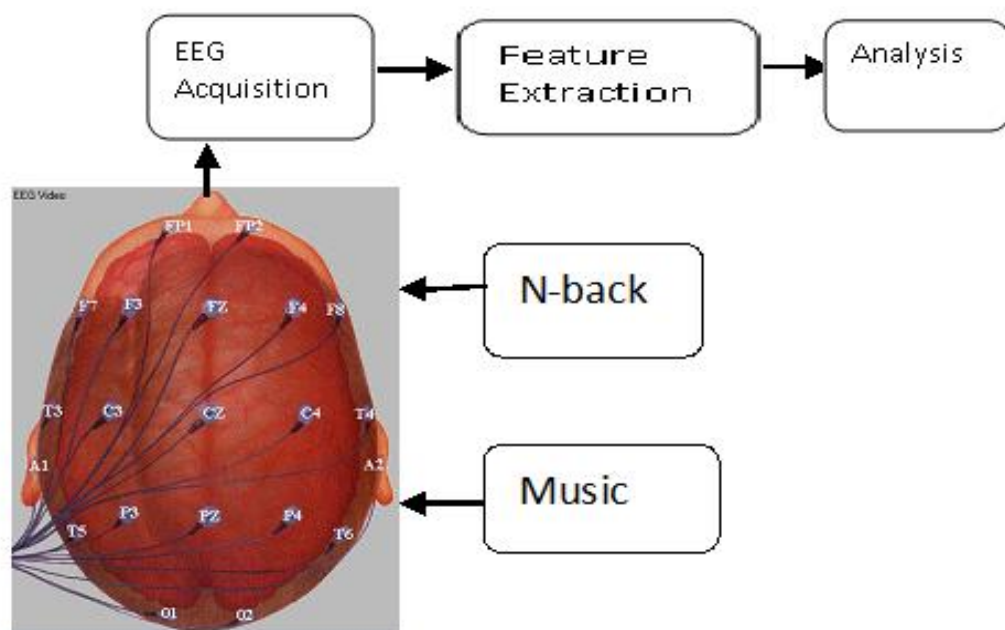 EEG
Acquisition
Feature
Extraction
Analysis
EEG Video
FP1 FP2
F7 F3 FZ F4 F8
N-back
T3 C3 CZ C4 T4
A1 A2
Music
T5 P3 PZ P4 T6
O1 O2